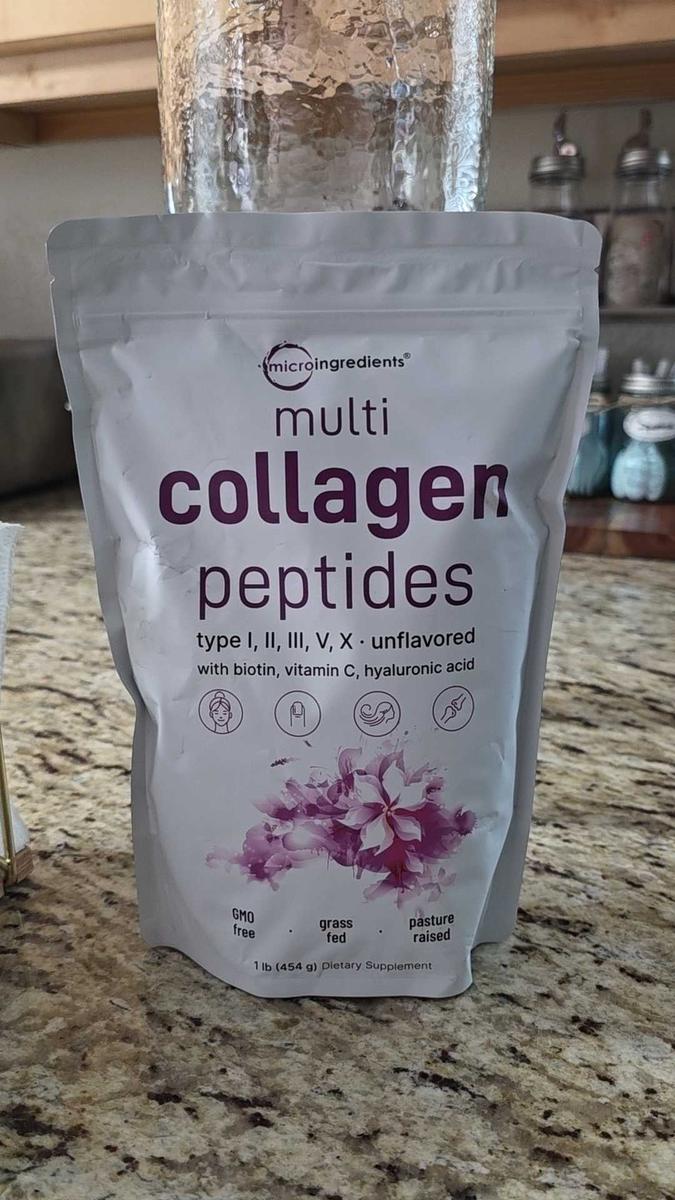 microingredients®
multi
collagen
peptides
type I, II, III, V, X · unflavored
with biotin, vitamin C, hyaluronic acid
GMO free · grass fed · pasture raised
1 lb (454 g) Dietary Supplement